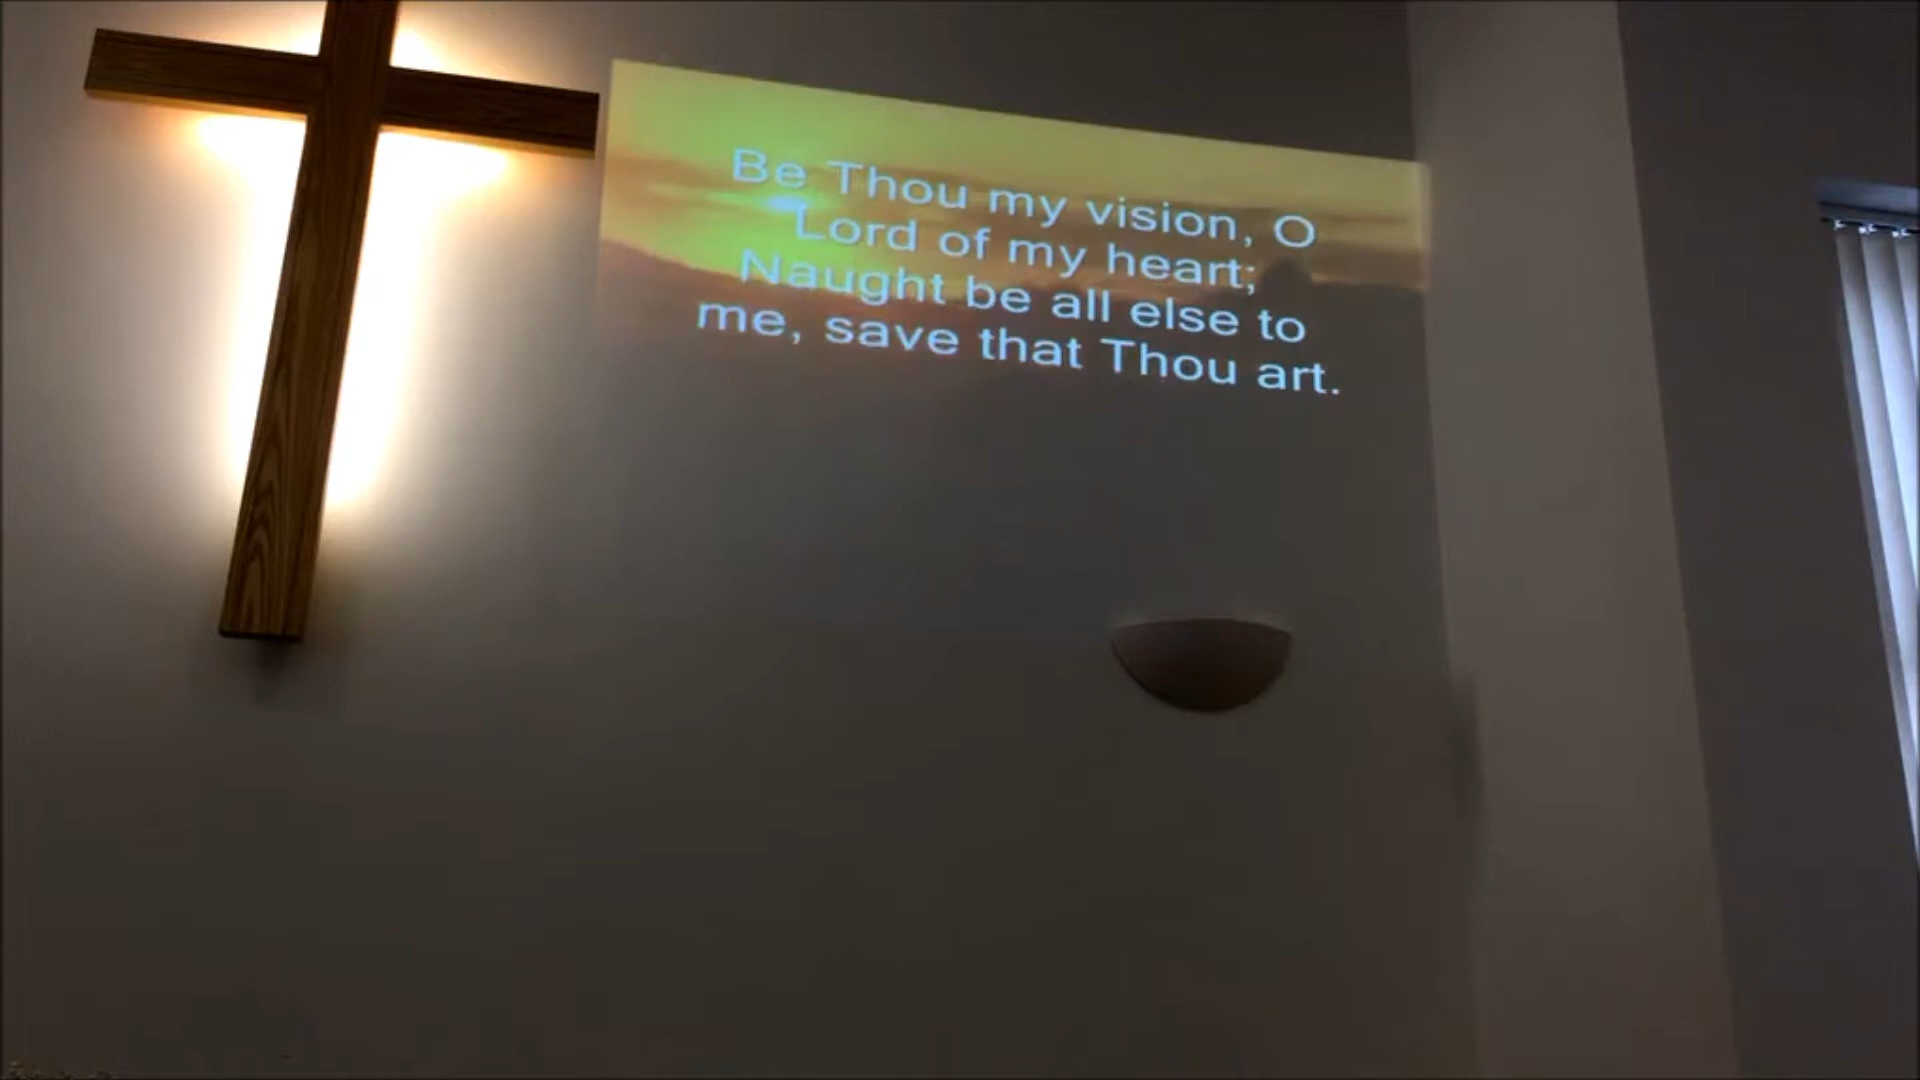 Be Thou my vision, O
Lord of my heart;
Naught be all else to
me, save that Thou art.